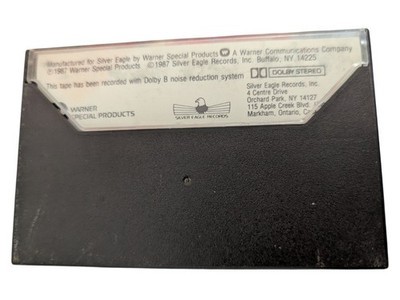 Manufactured for Silver Eagle by Warner Special Products A Warner Communications Company
℗1987 Warner Special Products ©1987 Silver Eagle Records, Inc. Buffalo, NY 14225
This tape has been recorded with Dolby B noise reduction system
DOLBY STEREO
WARNER
SPECIAL PRODUCTS
SILVER EAGLE RECORDS
Silver Eagle Records, Inc.
4 Centre Drive
Orchard Park, NY 14127
115 Apple Creek Blvd.
Markham, Ontario,